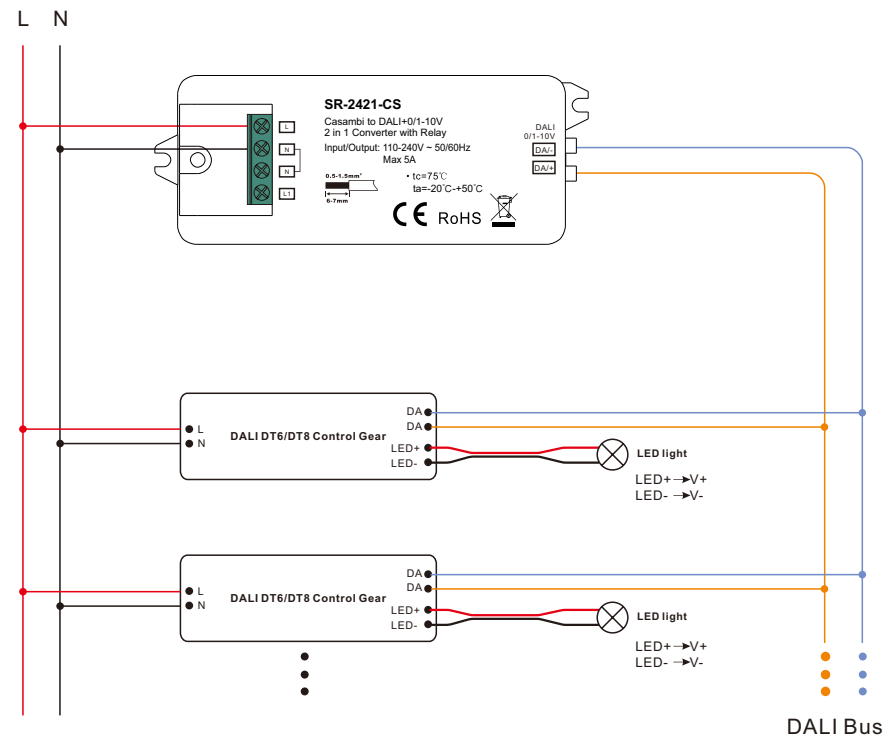 L N
SR-2421-CS
Casambi to DALI+0/1-10V
2 in 1 Converter with Relay
Input/Output: 110-240V ~ 50/60Hz
Max 5A
0.5-1.5mm²
6-7mm
• tc=75℃
ta=-20℃-+50℃
CE RoHS
L
N
N
L1
DALI
0/1-10V
DA/-
DA/+
L
N
DALI DT6/DT8 Control Gear
DA
DA
LED+
LED-
LED light
LED+ →V+
LED- →V-
L
N
DALI DT6/DT8 Control Gear
DA
DA
LED+
LED-
LED light
LED+ →V+
LED- →V-
DALI Bus